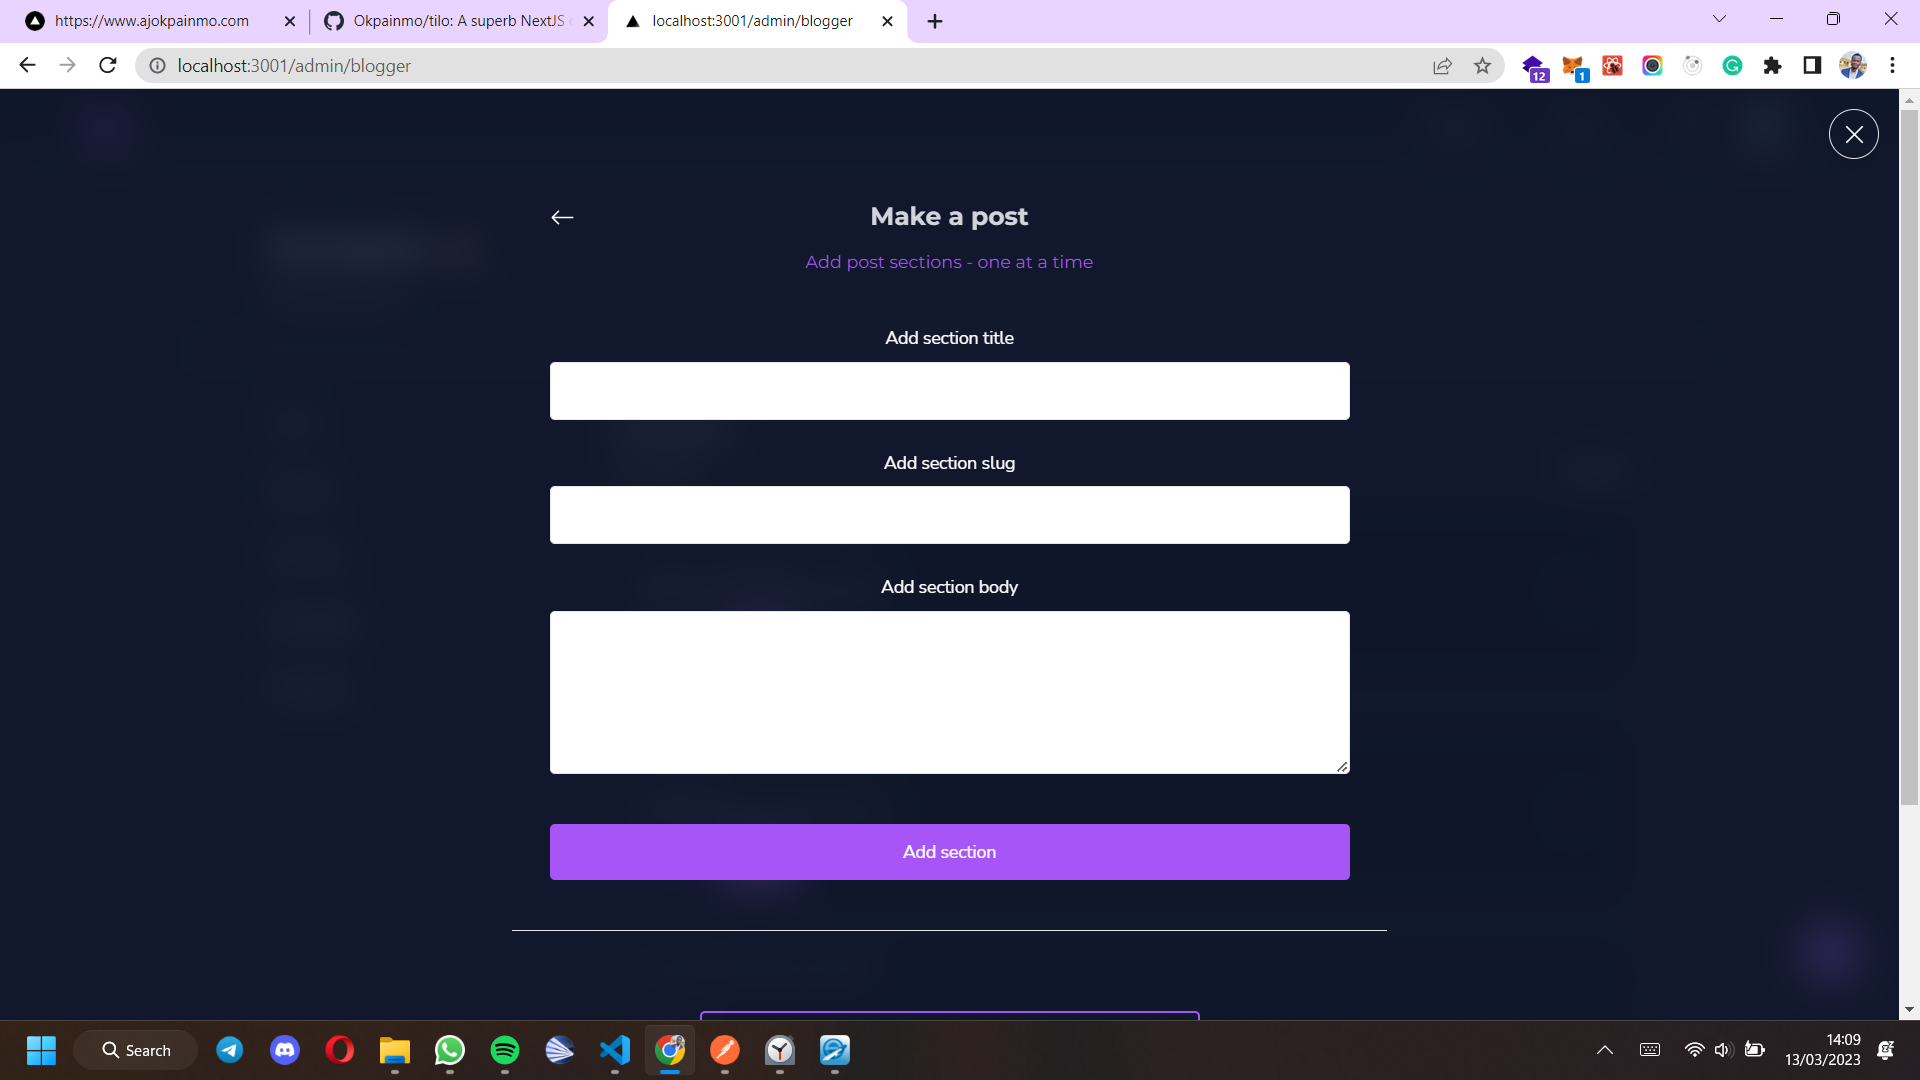 https://www.ajokpainmo.com
Okpainmo/tilo: A superb NextJS
localhost:3001/admin/blogger
localhost:3001/admin/blogger
12
1
Make a post
Add post sections - one at a time
Add section title
Add section slug
Add section body
Add section
Search
14:09
13/03/2023